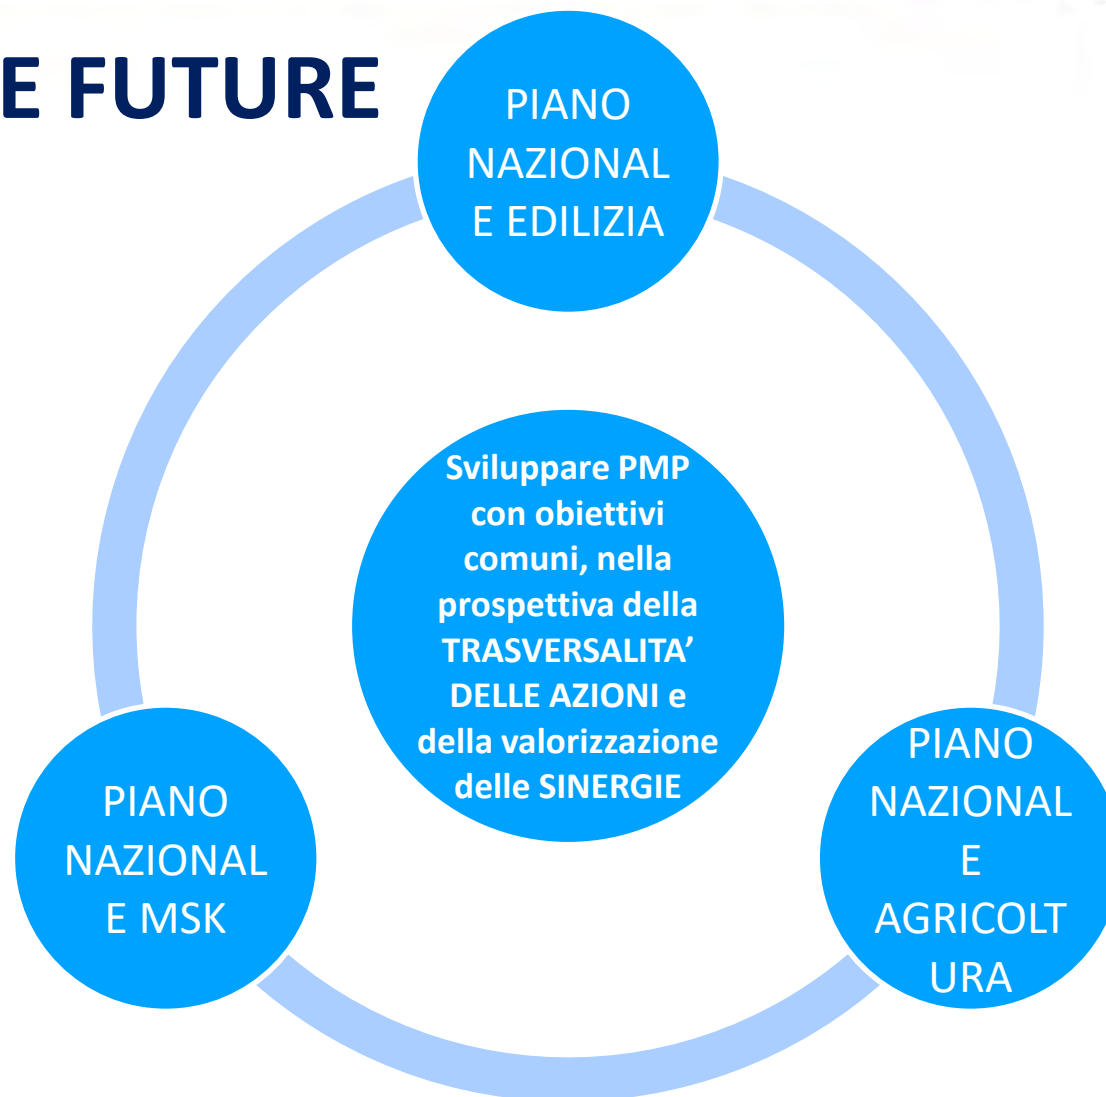 E FUTURE
PIANO
NAZIONAL
E EDILIZIA
Sviluppare PMP
con obiettivi
comuni, nella
prospettiva della
TRASVERSALITA’
DELLE AZIONI e
della valorizzazione
delle SINERGIE
PIANO
NAZIONAL
E MSK
PIANO
NAZIONAL
E
AGRICOLT
URA